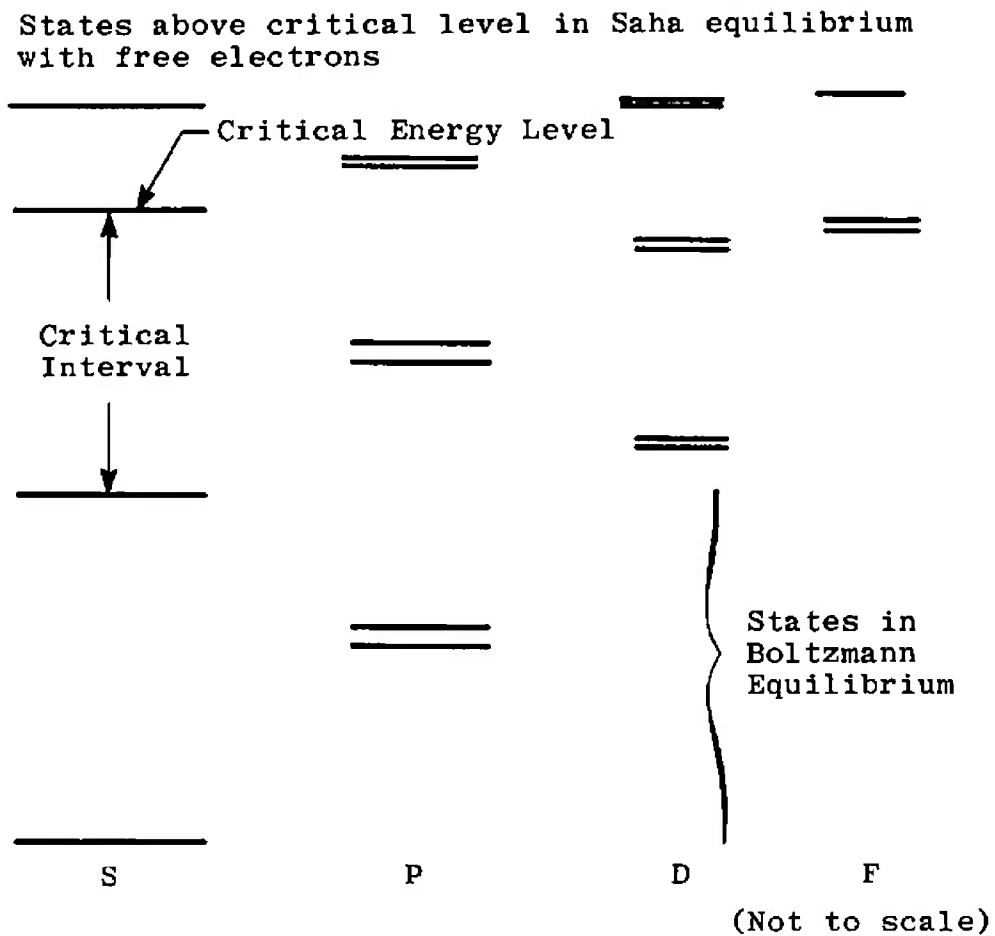 States above critical level in Saha equilibrium
with free electrons
Critical Energy Level
Critical
Interval
States in
Boltzmann
Equilibrium
S P D F
(Not to scale)